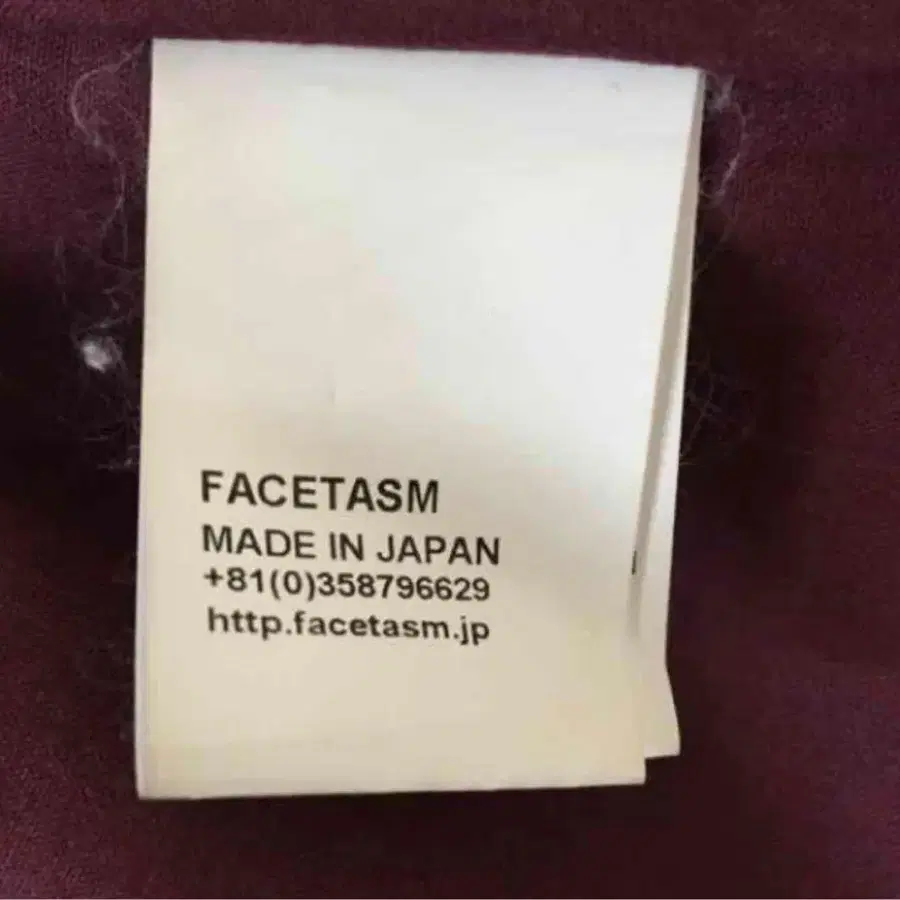 FACETASM
MADE IN JAPAN
+81(0)358796629
http.facetasm.jp